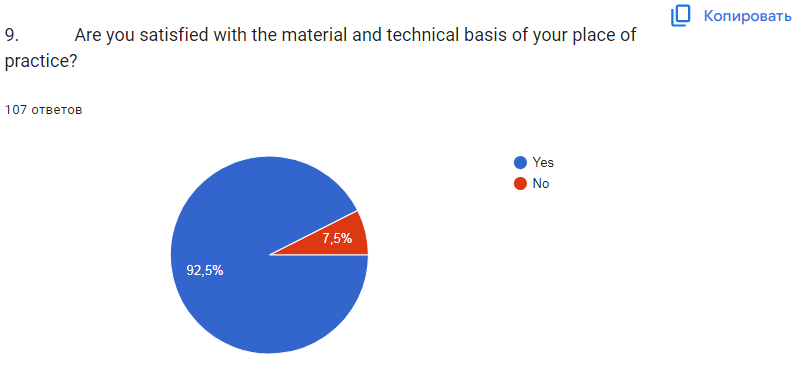 Копировать
9. Are you satisfied with the material and technical basis of your place of
practice?
107 ответов
Yes
No
7,5%
92,5%